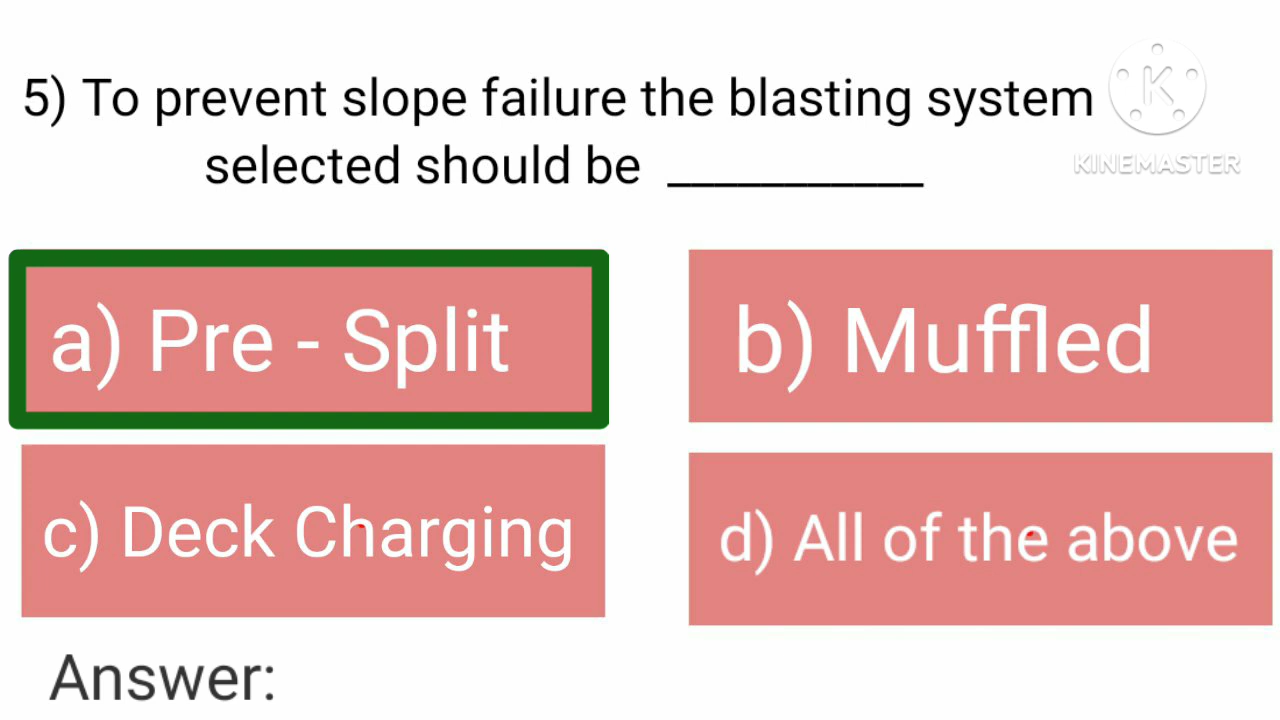 5) To prevent slope failure the blasting system
selected should be ___________
K
KINEMASTER
a) Pre - Split
b) Muffled
c) Deck Charging
d) All of the above
Answer: